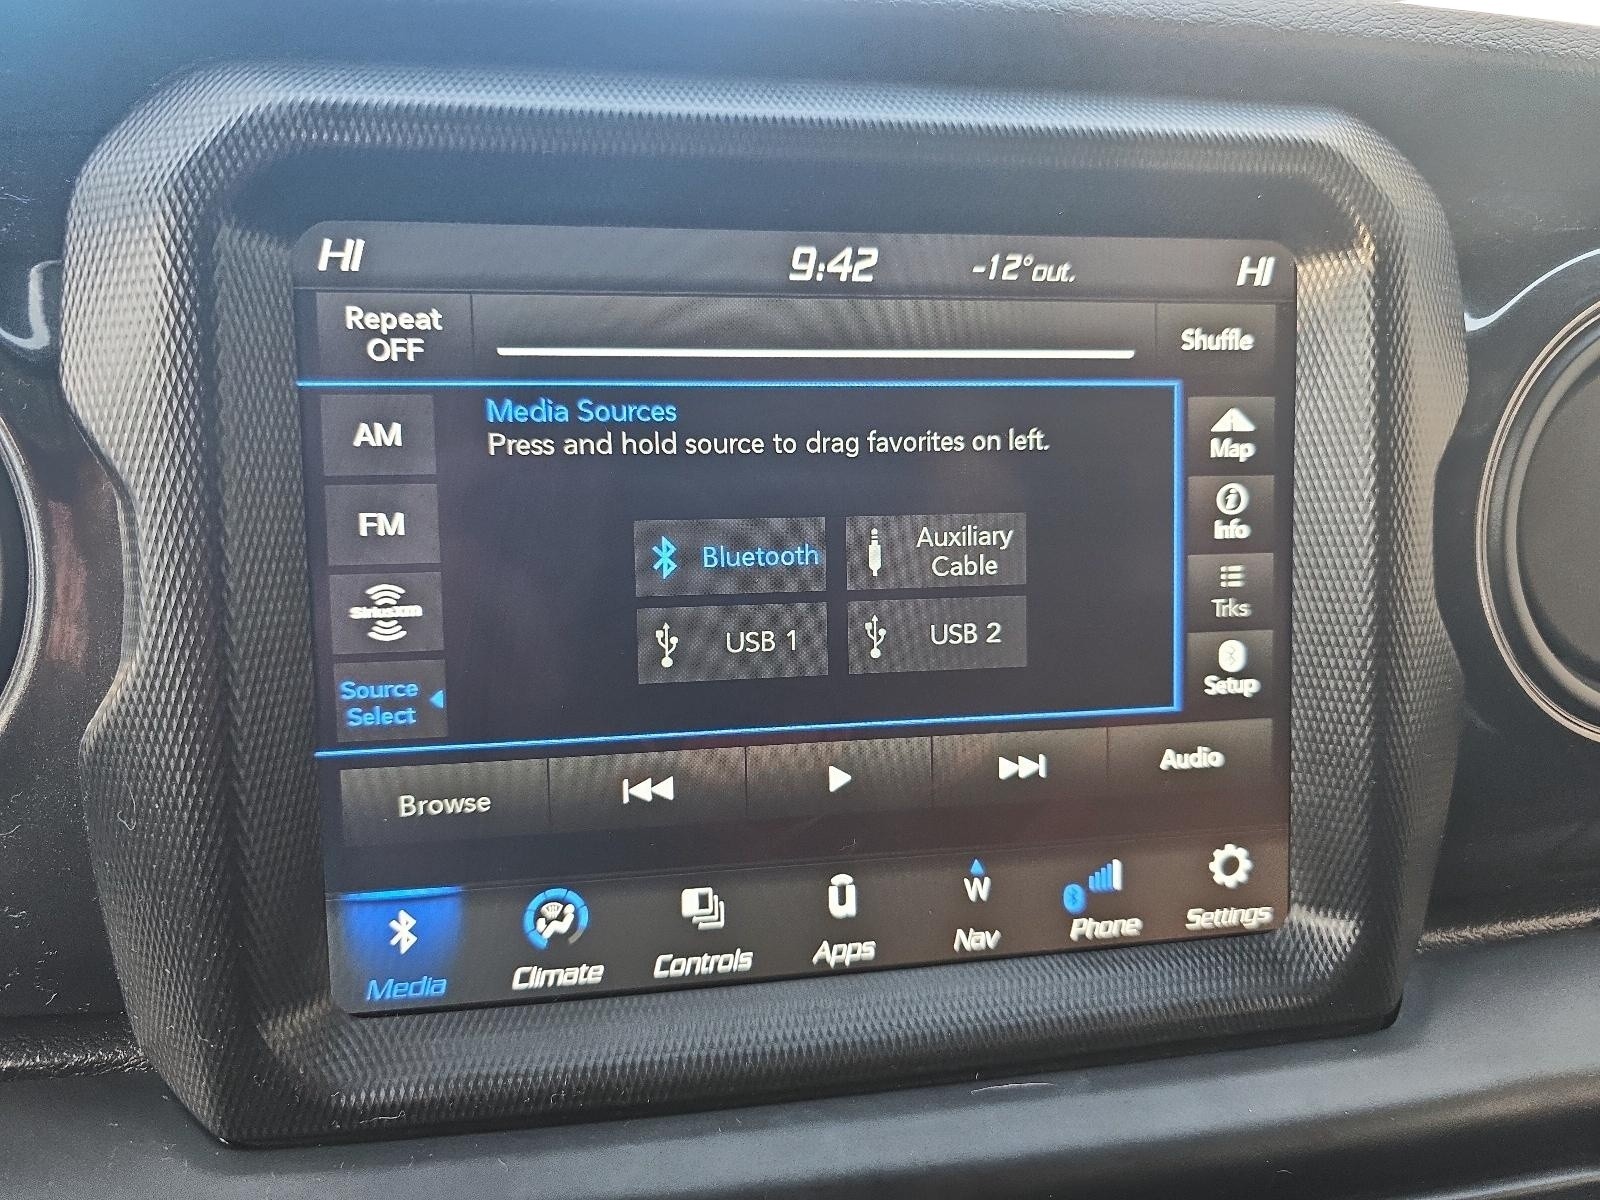 HI 9:42 -12°out. HI
Repeat
OFF
Shuffle
AM
FM
SiriusXM
Source
Select
Media Sources
Press and hold source to drag favorites on left.
Bluetooth
Auxiliary
Cable
USB 1
USB 2
Map
Info
Trks
Setup
Browse
Audio
Media
Climate
Controls
Apps
W
Nav
Phone
Settings